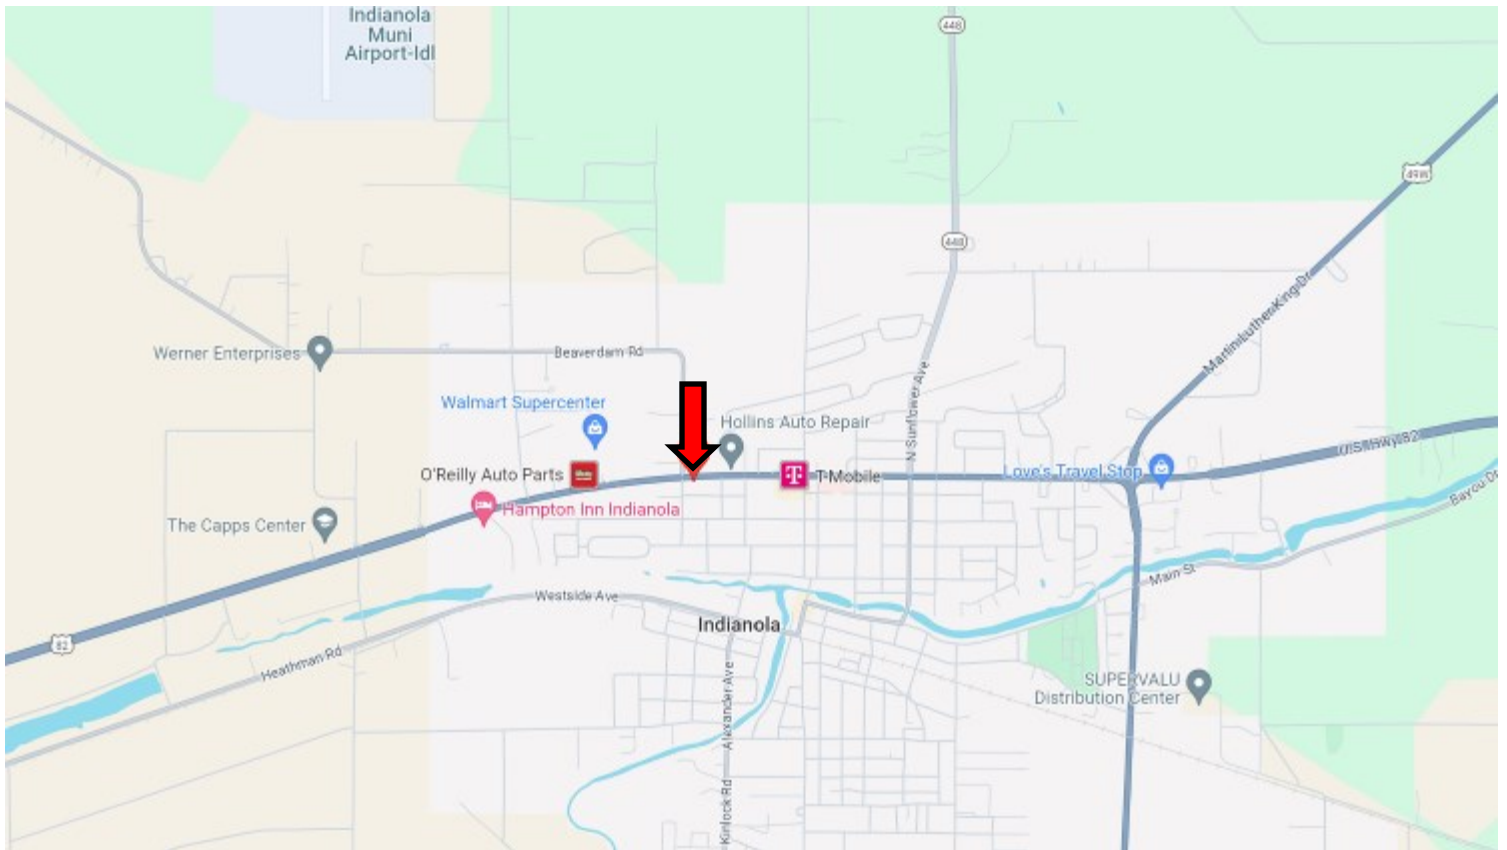 Indianola
Muni
Airport-Idl
448
49W
448
Martin Luther King Dr
Werner Enterprises
Beaverdam Rd
N Sunflower Ave
Walmart Supercenter
Hollins Auto Repair
U.S. Hwy 82
O'Reilly Auto Parts
T-Mobile
Love's Travel Stop
Hampton Inn Indianola
Bayou Dr
The Capps Center
Main St
Westside Ave
Indianola
82
Heathman Rd
SUPERVALU
Distribution Center
Alexander Ave
Kinlock Rd